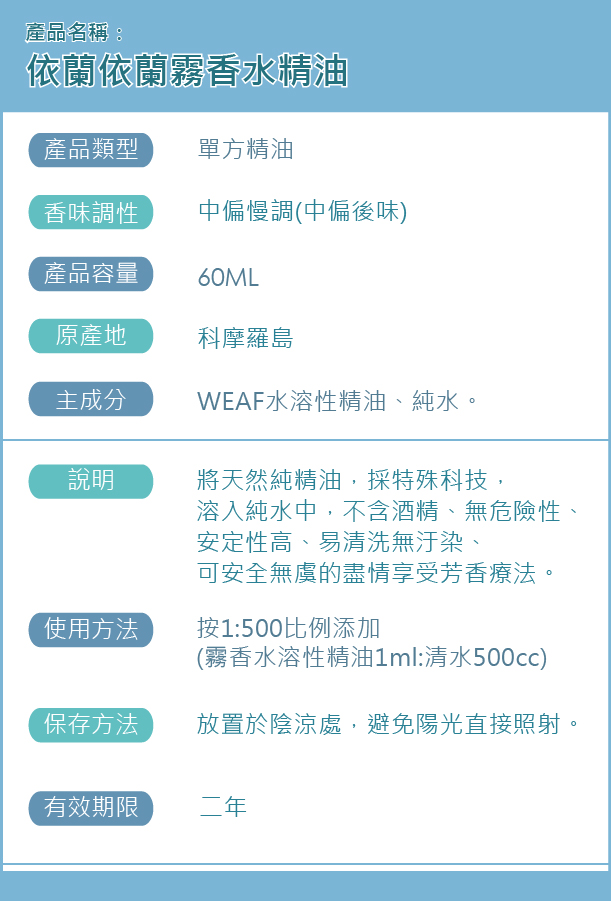 產品名稱：
依蘭依蘭霧香水精油
產品類型 單方精油
香味調性 中偏慢調(中偏後味)
產品容量 60ML
原產地 科摩羅島
主成分 WEAF水溶性精油、純水。
說明 將天然純精油，採特殊科技，
溶入純水中，不含酒精、無危險性、
安定性高、易清洗無汙染、
可安全無虞的盡情享受芳香療法。
使用方法 按1:500比例添加
(霧香水溶性精油1ml:清水500cc)
保存方法 放置於陰涼處，避免陽光直接照射。
有效期限 二年